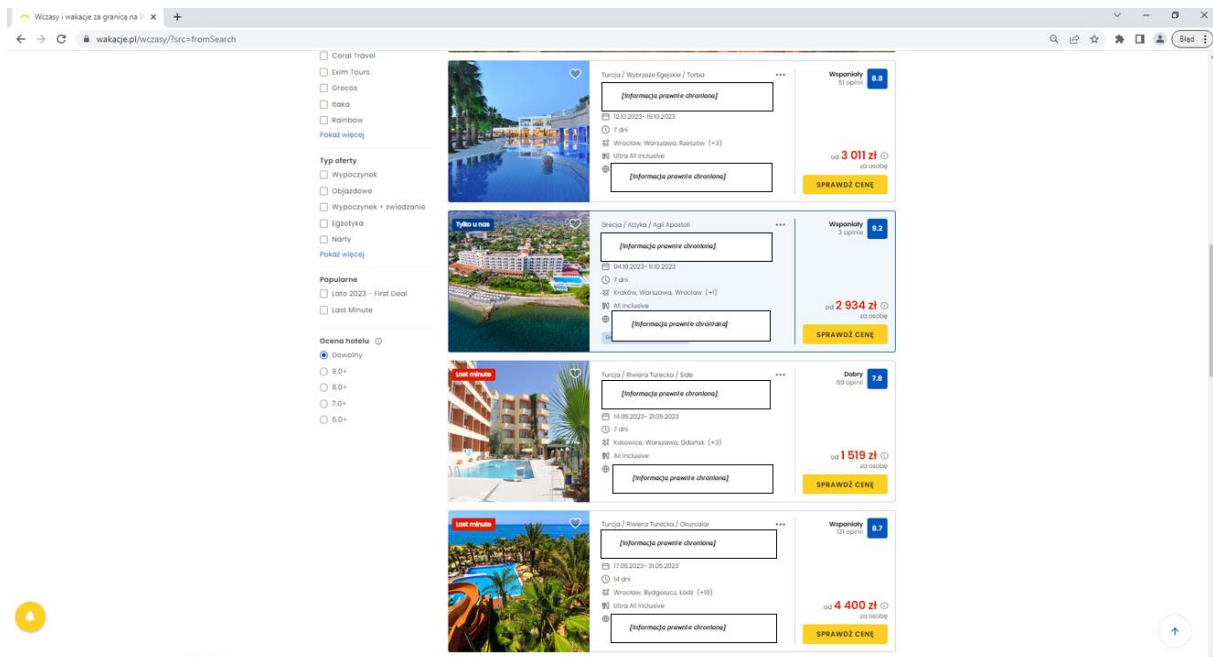 Wczasy i wakacje za granicą na W
wakacje.pl/wczasy/?src=fromSearch
Błąd
Coral Travel
Exim Tours
Grecos
Itaka
Rainbow
Pokaż więcej
Typ oferty
Wypoczynek
Objazdowe
Wypoczynek + zwiedzanie
Egzotyka
Narty
Pokaż więcej
Popularne
Lato 2023 - First Deal
Last Minute
Ocena hotelu
Dowolny
9.0+
8.0+
7.0+
6.0+
Turcja / Wybrzeże Egejskie / Torba
[Informacja prawnie chroniona]
12.10.2023- 19.10.2023
7 dni
Wrocław, Warszawa, Rzeszów (+3)
Ultra All Inclusive
[Informacja prawnie chroniona]
Wspaniały 8.8
51 opinii
od 3 011 zł
za osobę
SPRAWDŹ CENĘ
Tylko u nas
Grecja / Attyka / Agii Apostoli
[Informacja prawnie chroniona]
04.10.2023- 11.10.2023
7 dni
Kraków, Warszawa, Wrocław (+1)
All Inclusive
[Informacja prawnie chroniona]
Wspaniały 9.2
3 opinie
od 2 934 zł
za osobę
SPRAWDŹ CENĘ
Last minute
Turcja / Riwiera Turecka / Side
[Informacja prawnie chroniona]
14.05.2023- 21.05.2023
7 dni
Katowice, Warszawa, Gdańsk (+3)
All Inclusive
[Informacja prawnie chroniona]
Dobry 7.8
69 opinii
od 1 519 zł
za osobę
SPRAWDŹ CENĘ
Last minute
Turcja / Riwiera Turecka / Okurcalar
[Informacja prawnie chroniona]
17.05.2023- 31.05.2023
14 dni
Wrocław, Bydgoszcz, Łódź (+10)
Ultra All Inclusive
[Informacja prawnie chroniona]
Wspaniały 8.7
131 opinii
od 4 400 zł
za osobę
SPRAWDŹ CENĘ